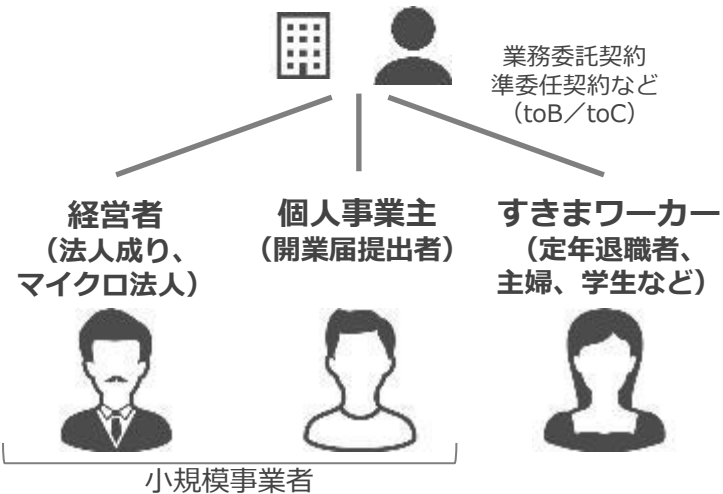 業務委託契約
準委任契約など
（toB／toC）
経営者
（法人成り、
マイクロ法人）
個人事業主
（開業届提出者）
すきまワーカー
（定年退職者、
主婦、学生など）
小規模事業者